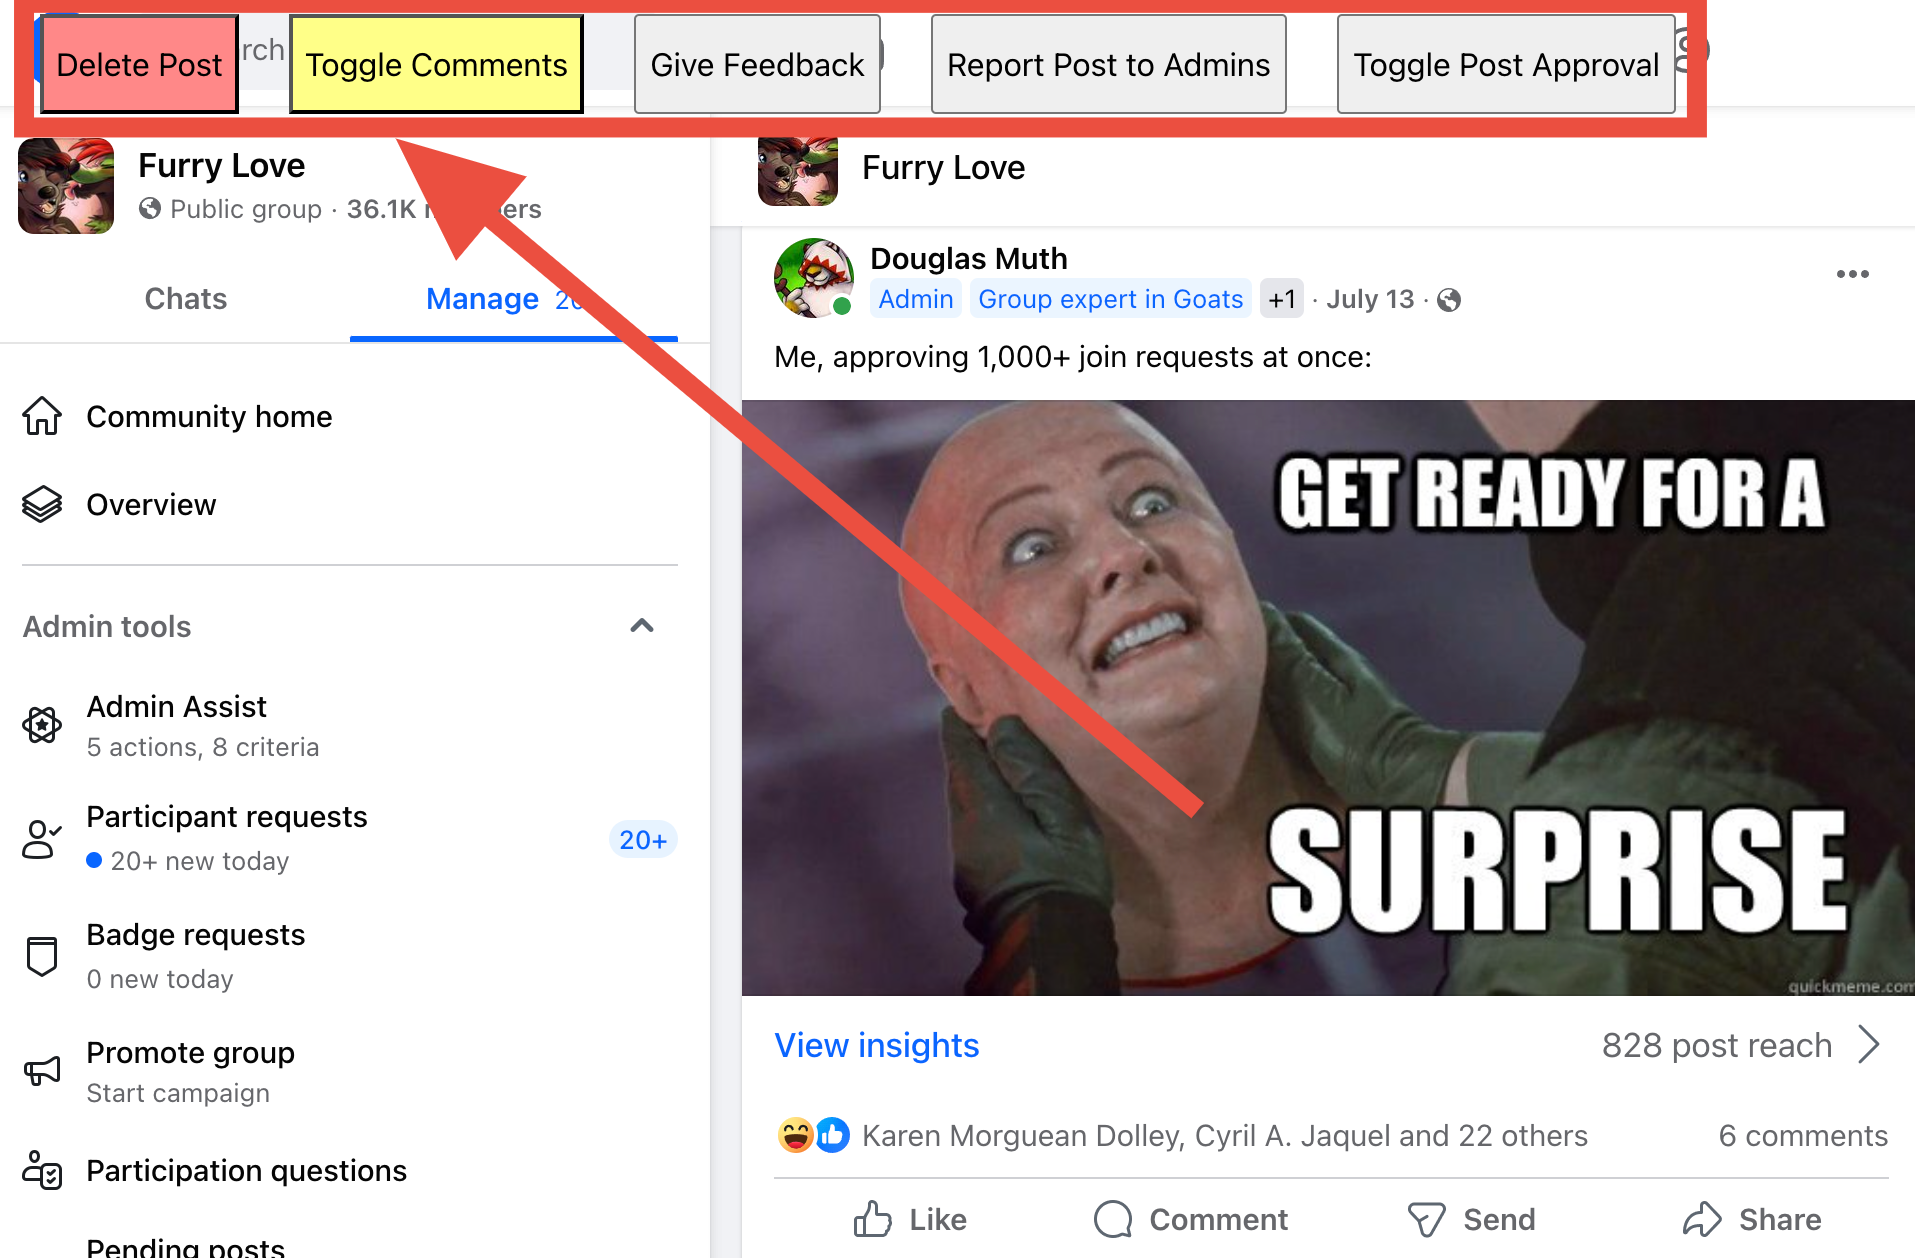 Delete Post
rch
Toggle Comments
Give Feedback
Report Post to Admins
Toggle Post Approval
Furry Love
Public group · 36.1K
Chats
Manage
Community home
Overview
Admin tools
Admin Assist
5 actions, 8 criteria
Participant requests
20+ new today
20+
Badge requests
0 new today
Promote group
Start campaign
Participation questions
Pending posts
Furry Love
Douglas Muth
Admin Group expert in Goats +1 · July 13 ·
Me, approving 1,000+ join requests at once:
GET READY FOR A
SURPRISE
quickmeme.com
View insights
828 post reach
Karen Morguean Dolley, Cyril A. Jaquel and 22 others
6 comments
Like
Comment
Send
Share